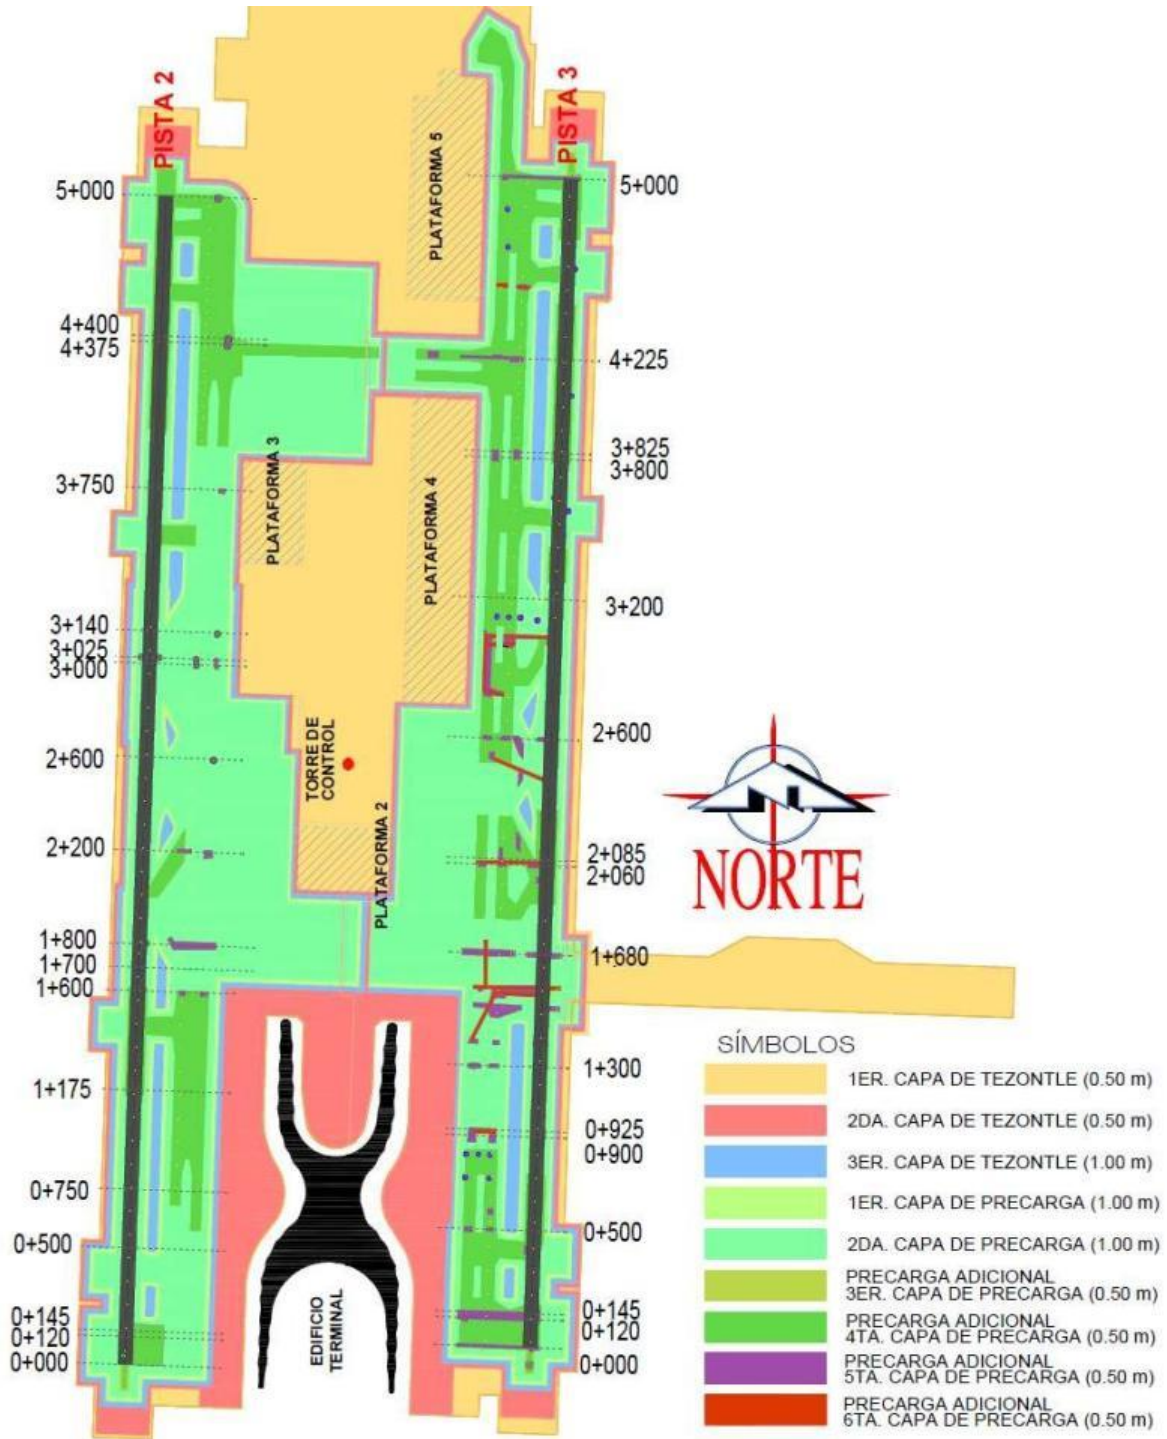 PISTA 2
PISTA 3
5+000
4+400
4+375
3+750
3+140
3+025
3+000
2+600
2+200
1+800
1+700
1+600
1+175
0+750
0+500
0+145
0+120
0+000
PLATAFORMA 5
PLATAFORMA 3
PLATAFORMA 4
TORRE DE
CONTROL
PLATAFORMA 2
EDIFICIO
TERMINAL
5+000
4+225
3+825
3+800
3+200
2+600
2+085
2+060
1+680
1+300
0+925
0+900
0+500
0+145
0+120
0+000
NORTE
SÍMBOLOS
1ER. CAPA DE TEZONTLE (0.50 m)
2DA. CAPA DE TEZONTLE (0.50 m)
3ER. CAPA DE TEZONTLE (1.00 m)
1ER. CAPA DE PRECARGA (1.00 m)
2DA. CAPA DE PRECARGA (1.00 m)
PRECARGA ADICIONAL
3ER. CAPA DE PRECARGA (0.50 m)
PRECARGA ADICIONAL
4TA. CAPA DE PRECARGA (0.50 m)
PRECARGA ADICIONAL
5TA. CAPA DE PRECARGA (0.50 m)
PRECARGA ADICIONAL
6TA. CAPA DE PRECARGA (0.50 m)